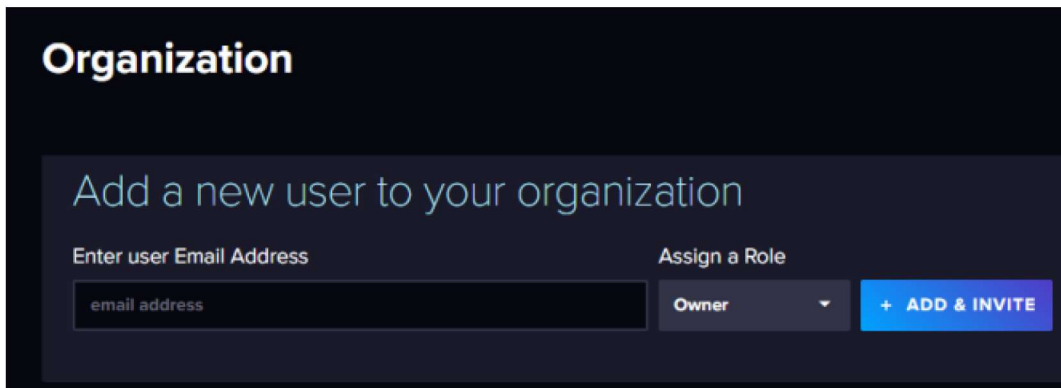 Organization
Add a new user to your organization
Enter user Email Address
Assign a Role
email address
Owner
+ ADD & INVITE